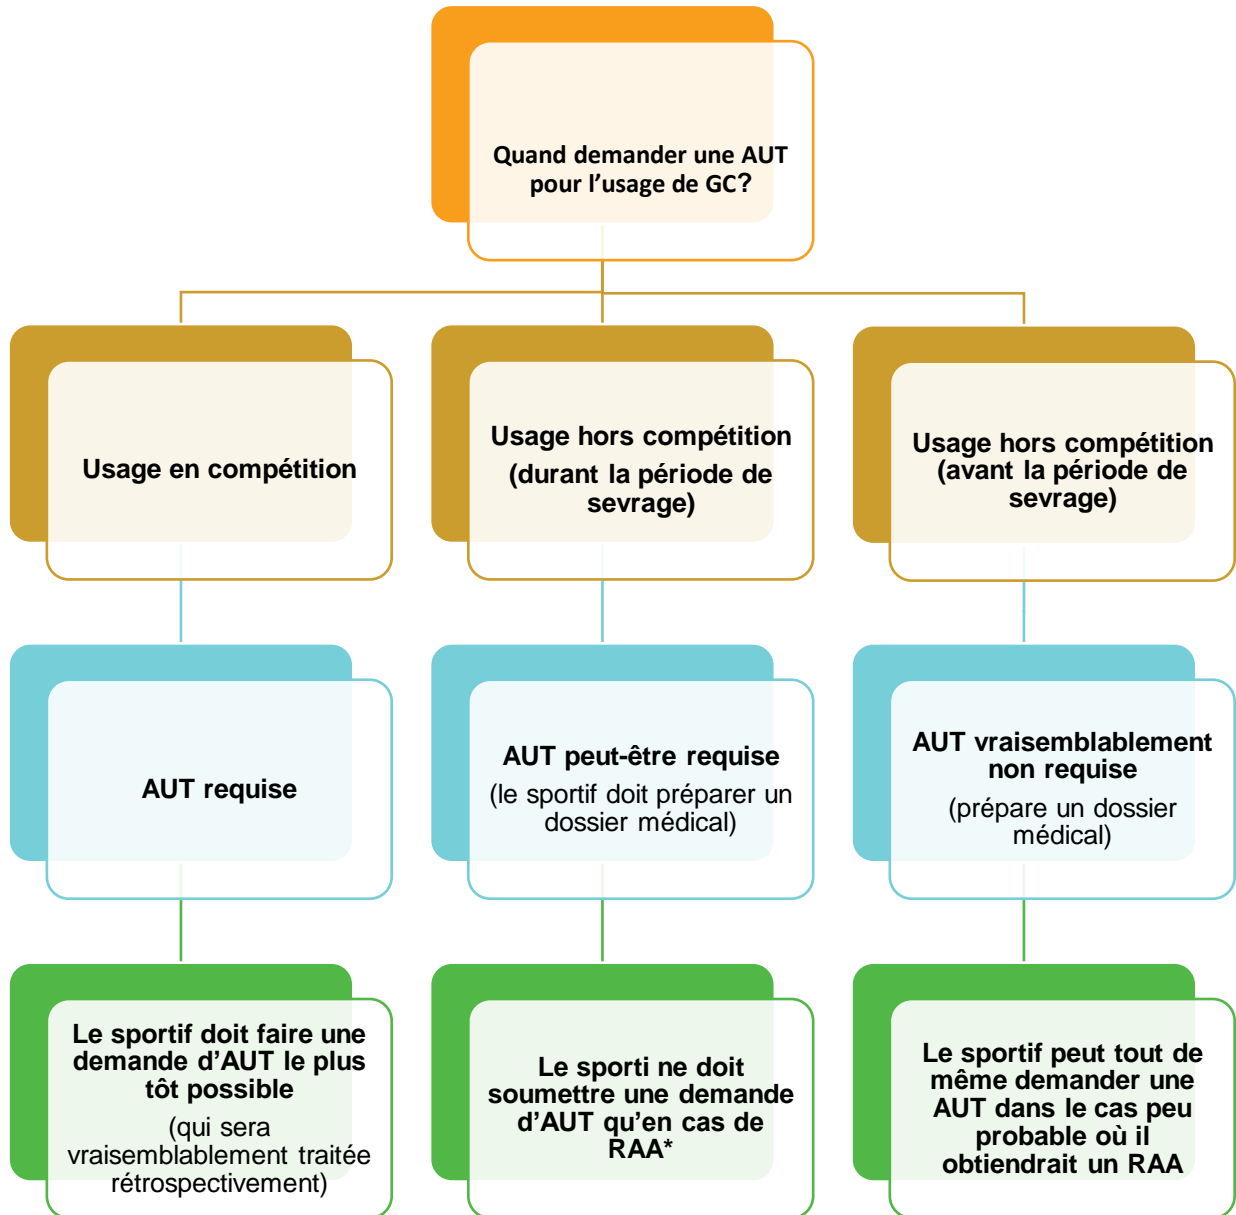 Quand demander une AUT
pour l'usage de GC?
Usage en compétition
Usage hors compétition
(durant la période de
sevrage)
Usage hors compétition
(avant la période de
sevrage)
AUT requise
AUT peut-être requise
(le sportif doit préparer un
dossier médical)
AUT vraisemblablement
non requise
(prépare un dossier
médical)
Le sportif doit faire une
demande d'AUT le plus
tôt possible
(qui sera
vraisemblablement traitée
rétrospectivement)
Le sporti ne doit
soumettre une demande
d'AUT qu'en cas de
RAA*
Le sportif peut tout de
même demander une
AUT dans le cas peu
probable où il
obtiendrait un RAA